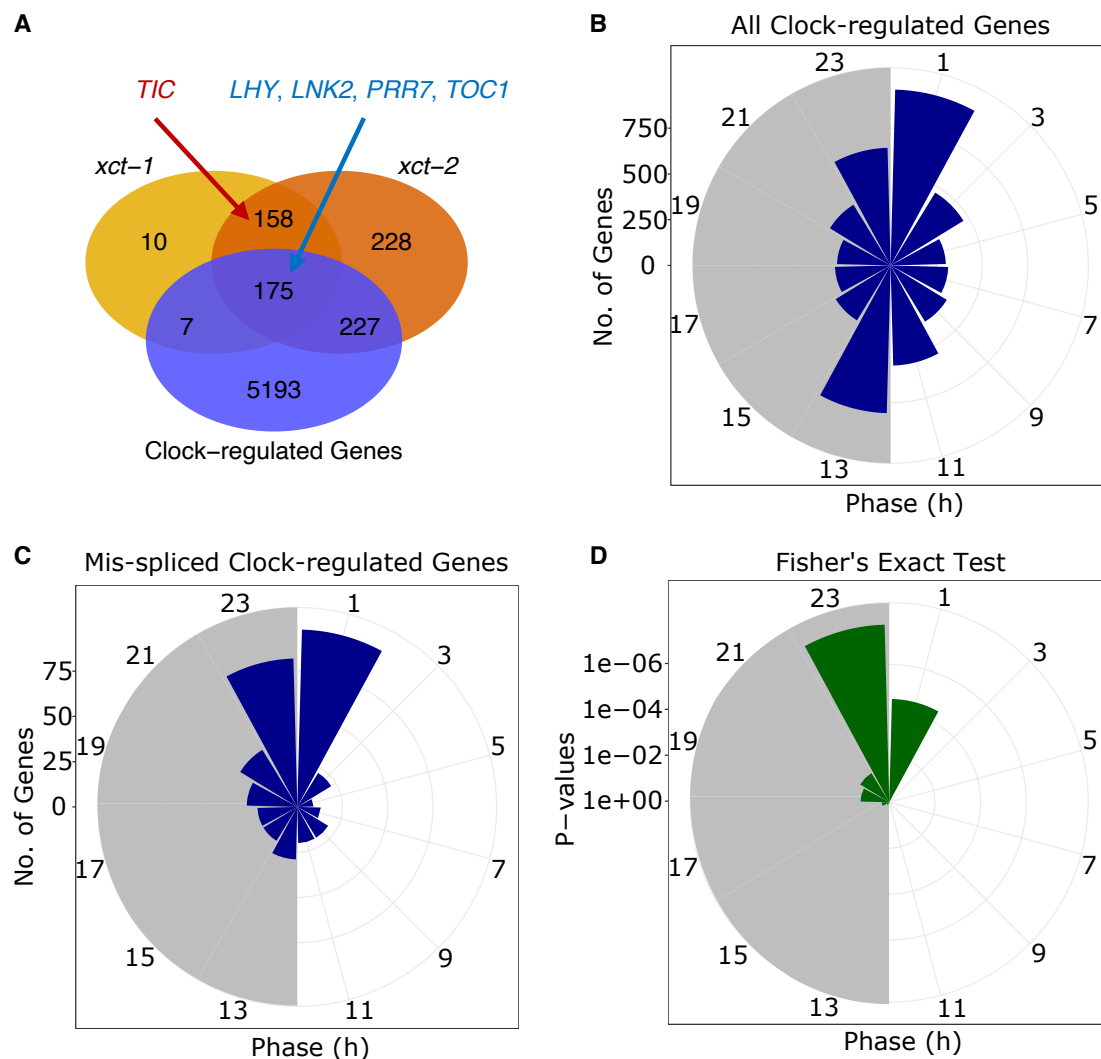 A
TIC
LHY, LNK2, PRR7, TOC1
xct−1
xct−2
158
10
228
175
7
227
5193
Clock−regulated Genes
B
All Clock-regulated Genes
23
1
21
3
19
5
17
7
15
9
13
11
750
500
250
0
No. of Genes
Phase (h)
C
Mis-spliced Clock-regulated Genes
23
1
21
3
19
5
17
7
15
9
13
11
75
50
25
0
No. of Genes
Phase (h)
D
Fisher's Exact Test
23
1
21
3
19
5
17
7
15
9
13
11
1e−06
1e−04
1e−02
1e+00
P−values
Phase (h)